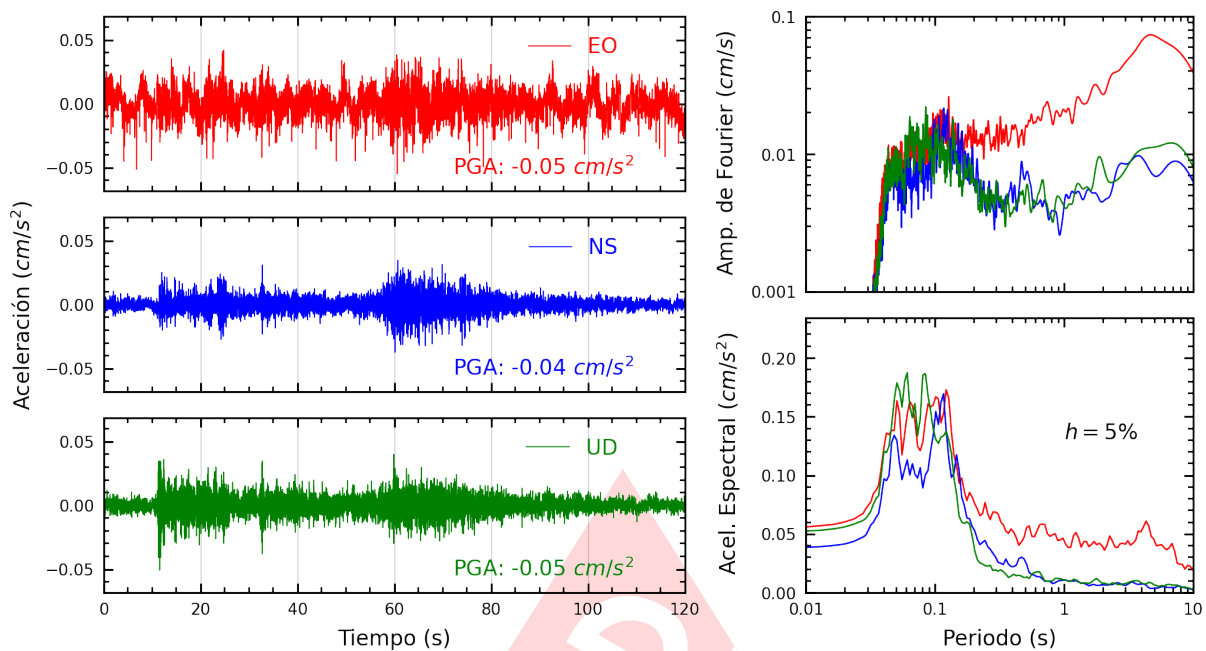 Aceleración (cm/s²)
0.05
0.00
−0.05
EO
PGA: -0.05 cm/s²
0.05
0.00
−0.05
NS
PGA: -0.04 cm/s²
0.05
0.00
−0.05
UD
PGA: -0.05 cm/s²
0 20 40 60 80 100 120
Tiempo (s)
Amp. de Fourier (cm/s)
0.1
0.01
0.001
Acel. Espectral (cm/s²)
0.20
0.15
0.10
0.05
0.00
h = 5%
0.01 0.1 1 10
Periodo (s)